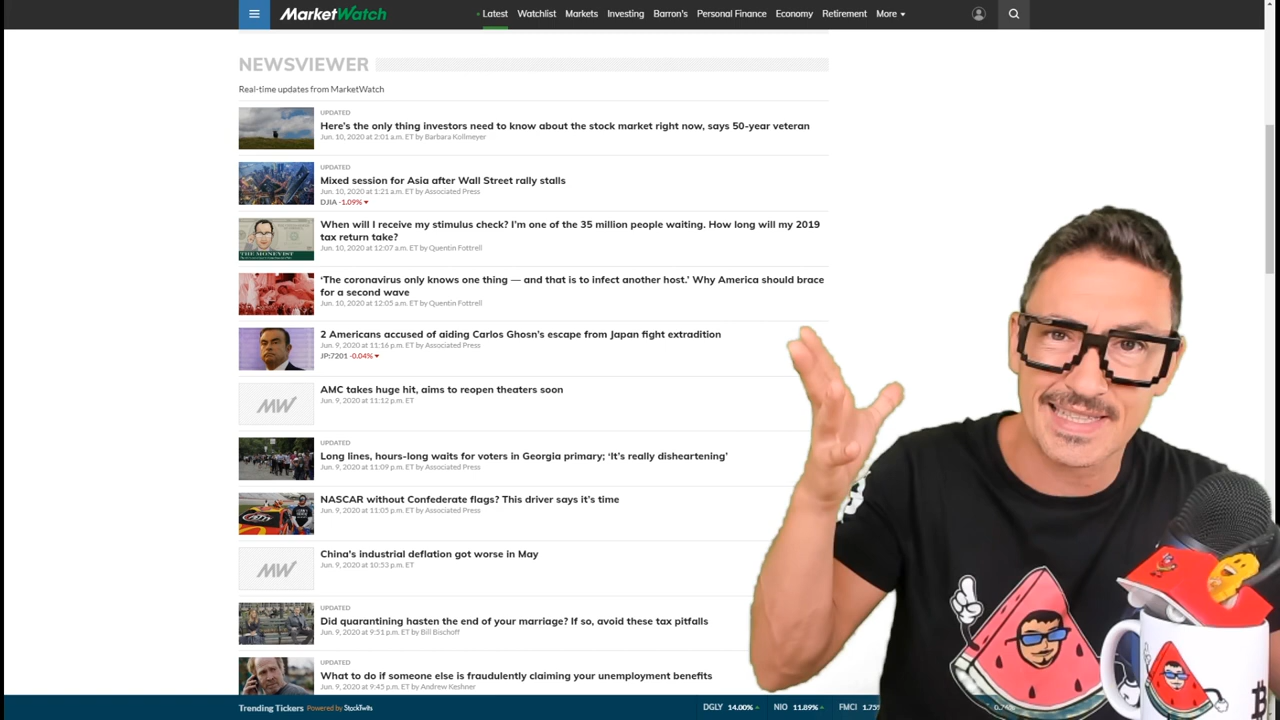 MarketWatch
Latest Watchlist Markets Investing Barron's Personal Finance Economy Retirement More
NEWSVIEWER
Real-time updates from MarketWatch
UPDATED
Here's the only thing investors need to know about the stock market right now, says 50-year veteran
Jun. 10, 2020 at 2:01 a.m. ET by Barbara Kollmeyer
UPDATED
Mixed session for Asia after Wall Street rally stalls
Jun. 10, 2020 at 1:21 a.m. ET by Associated Press
DJIA -1.09%
When will I receive my stimulus check? I'm one of the 35 million people waiting. How long will my 2019
tax return take?
Jun. 10, 2020 at 12:07 a.m. ET by Quentin Fottrell
THE MONEYIST
'The coronavirus only knows one thing — and that is to infect another host.' Why America should brace
for a second wave
Jun. 10, 2020 at 12:05 a.m. ET by Quentin Fottrell
2 Americans accused of aiding Carlos Ghosn's escape from Japan fight extradition
Jun. 9, 2020 at 11:16 p.m. ET by Associated Press
JP:7201 -0.04%
AMC takes huge hit, aims to reopen theaters soon
Jun. 9, 2020 at 11:12 p.m. ET
MW
UPDATED
Long lines, hours-long waits for voters in Georgia primary; 'It's really disheartening'
Jun. 9, 2020 at 11:09 p.m. ET by Associated Press
NASCAR without Confederate flags? This driver says it's time
Jun. 9, 2020 at 11:05 p.m. ET by Associated Press
China's industrial deflation got worse in May
Jun. 9, 2020 at 10:53 p.m. ET
MW
UPDATED
Did quarantining hasten the end of your marriage? If so, avoid these tax pitfalls
Jun. 9, 2020 at 9:51 p.m. ET by Bill Bischoff
UPDATED
What to do if someone else is fraudulently claiming your unemployment benefits
Jun. 9, 2020 at 9:45 p.m. ET by Andrew Keshner
Trending Tickers Powered by StockTwits DGLY 14.00% NIO 11.89% FMCI 1.75